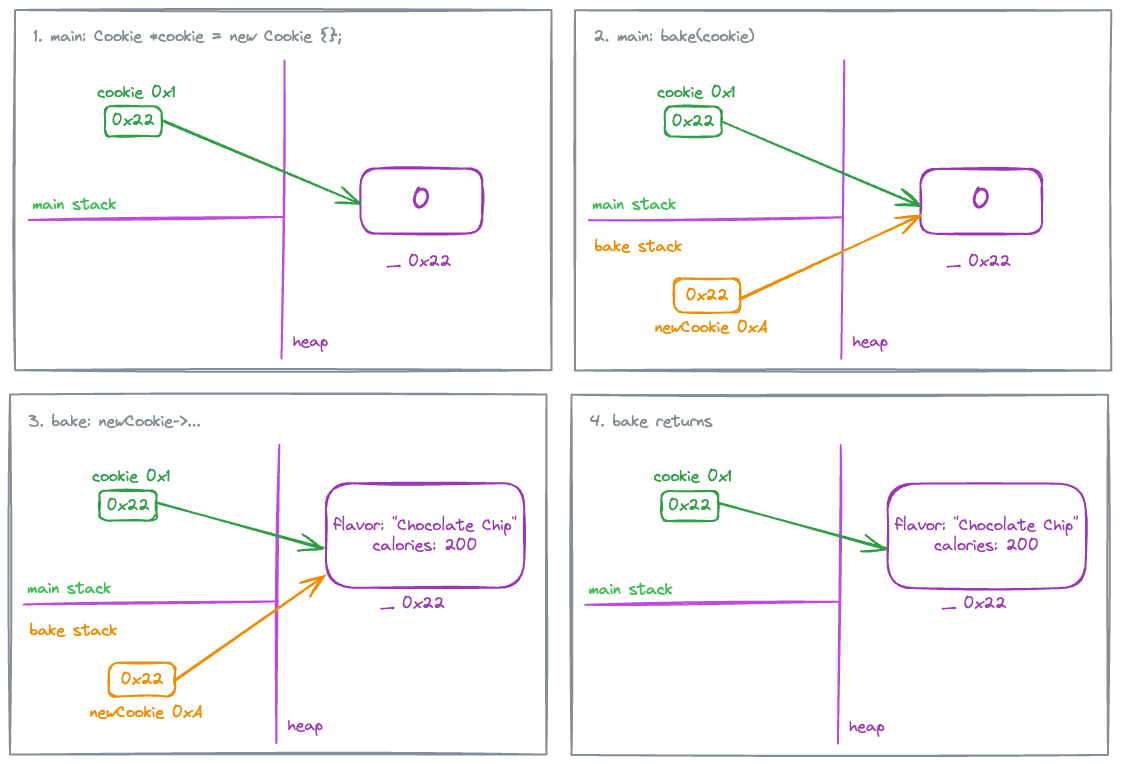 1. main: Cookie *cookie = new Cookie {};
cookie 0x1
0x22
0
main stack
_ 0x22
heap
2. main: bake(cookie)
cookie 0x1
0x22
0
main stack
bake stack
_ 0x22
0x22
newCookie 0xA
heap
3. bake: newCookie->...
cookie 0x1
0x22
flavor: "Chocolate Chip"
calories: 200
main stack
_ 0x22
bake stack
0x22
newCookie 0xA
heap
4. bake returns
cookie 0x1
0x22
flavor: "Chocolate Chip"
calories: 200
main stack
_ 0x22
heap